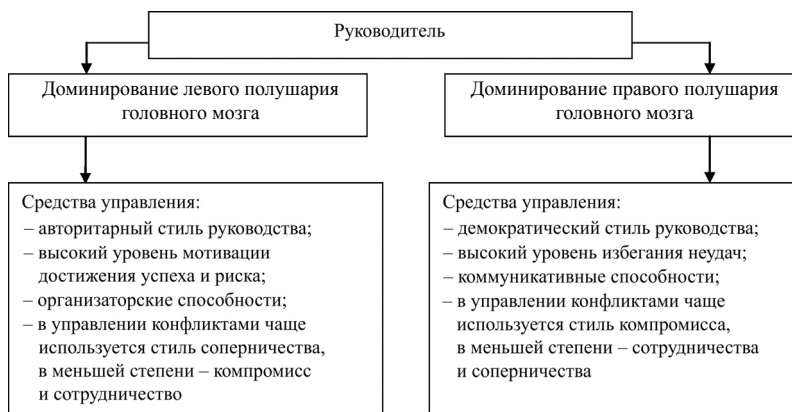 Руководитель
Доминирование левого полушария
головного мозга
Доминирование правого полушария
головного мозга
Средства управления:
– авторитарный стиль руководства;
– высокий уровень мотивации
достижения успеха и риска;
– организаторские способности;
– в управлении конфликтами чаще
используется стиль соперничества,
в меньшей степени – компромисс
и сотрудничество
Средства управления:
– демократический стиль руководства;
– высокий уровень избегания неудач;
– коммуникативные способности;
– в управлении конфликтами чаще
используется стиль компромисса,
в меньшей степени – сотрудничества
и соперничества